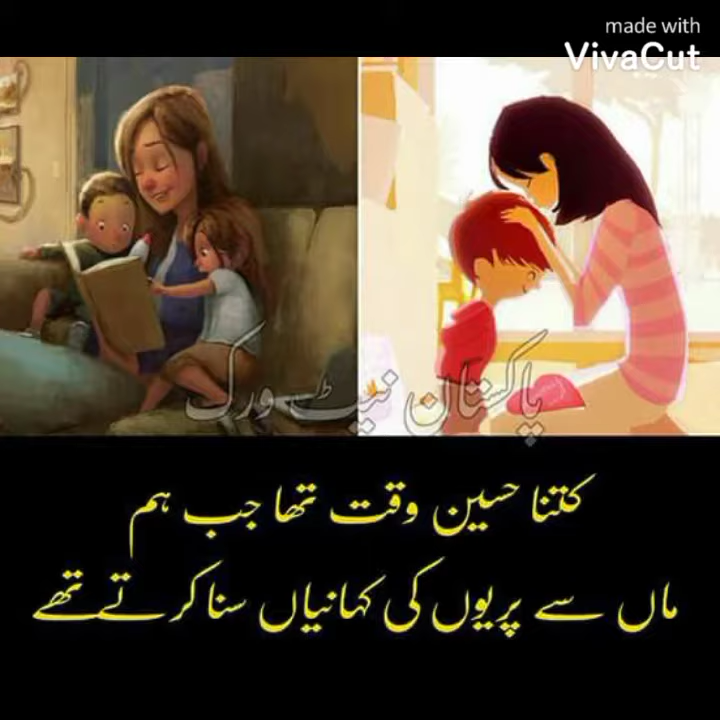 made with
VivaCut
پاکستان نیٹ ورک
کتنا حسین وقت تھا جب ہم
ماں سے پریوں کی کہانیاں سنا کرتے تھے